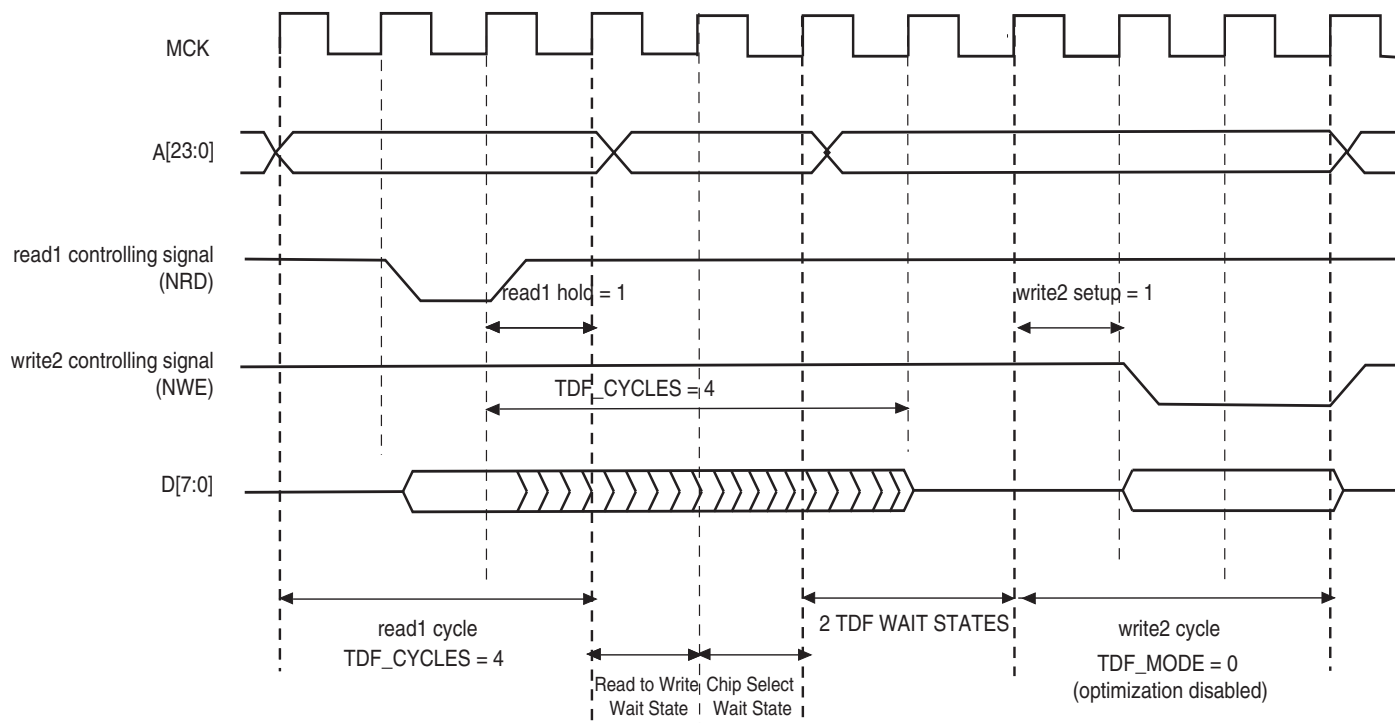 MCK
A[23:0]
read1 controlling signal
(NRD)
read1 hold = 1
write2 setup = 1
write2 controlling signal
(NWE)
TDF_CYCLES = 4
D[7:0]
read1 cycle
TDF_CYCLES = 4
2 TDF WAIT STATES
write2 cycle
TDF_MODE = 0
(optimization disabled)
Read to Write
Wait State
Chip Select
Wait State